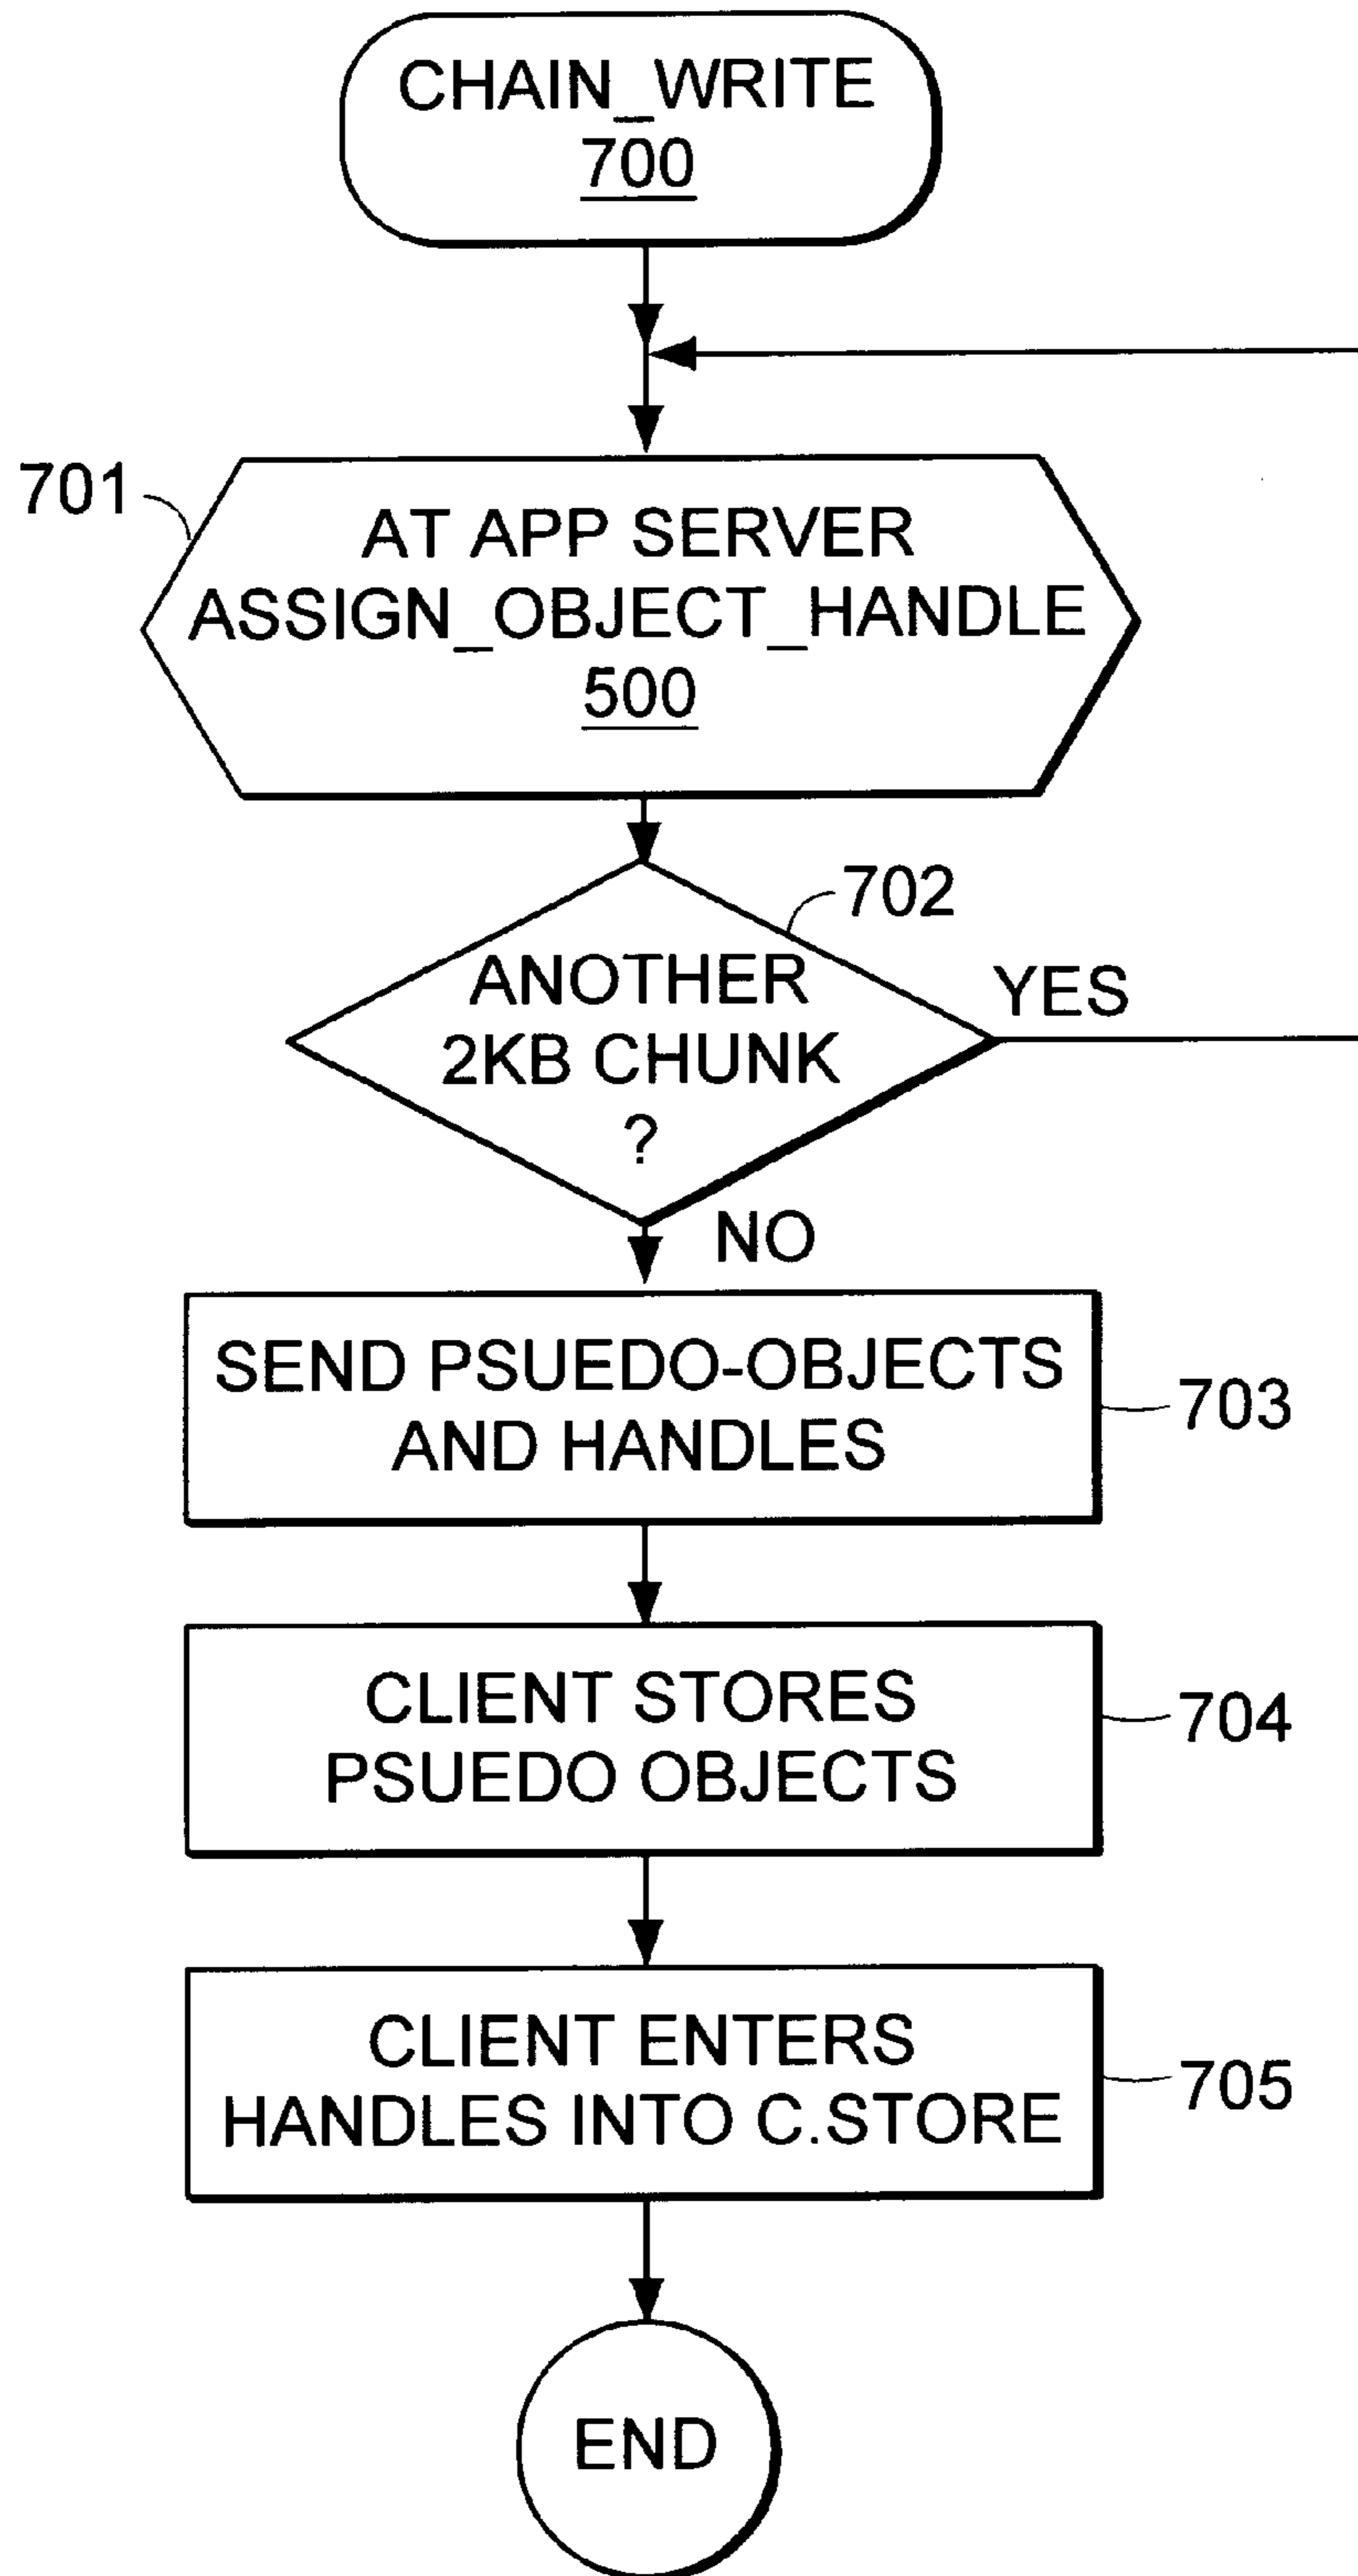 CHAIN_WRITE
700
701
AT APP SERVER
ASSIGN_OBJECT_HANDLE
500
702
ANOTHER
2KB CHUNK
?
YES
NO
SEND PSUEDO-OBJECTS
AND HANDLES
703
CLIENT STORES
PSUEDO OBJECTS
704
CLIENT ENTERS
HANDLES INTO C.STORE
705
END